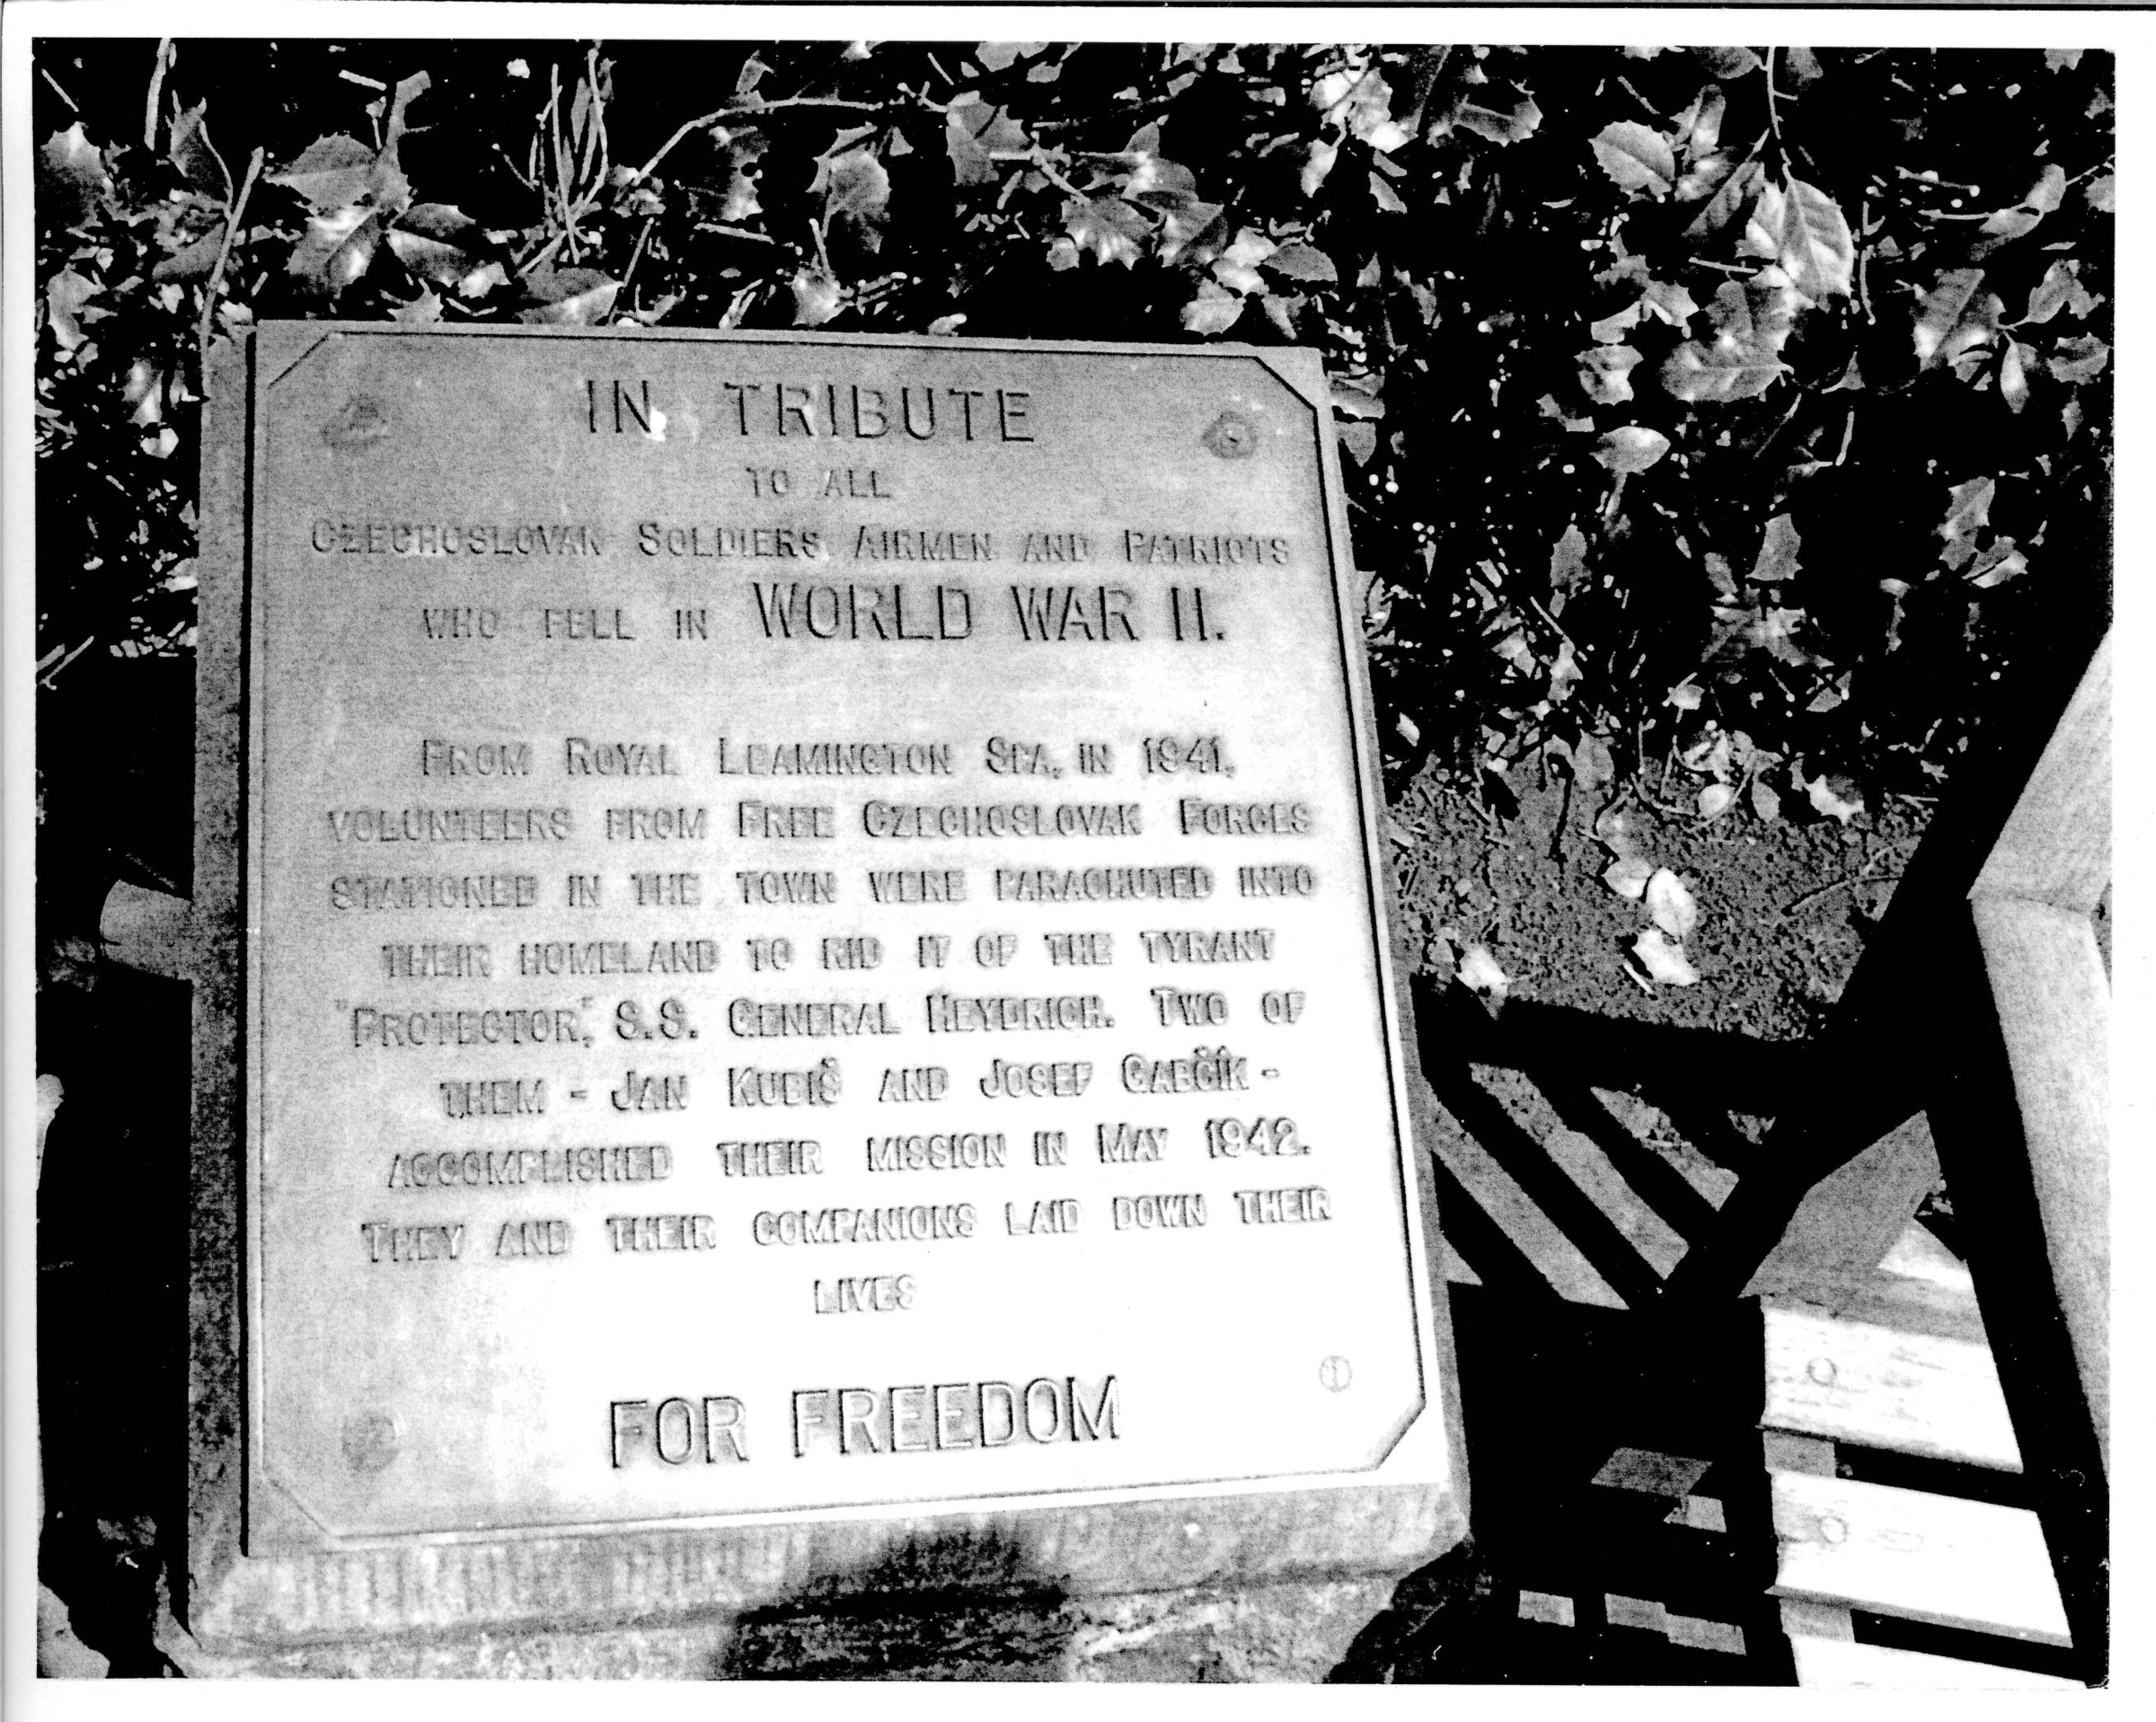 IN TRIBUTE
TO ALL
CZECHOSLOVAK SOLDIERS, AIRMEN AND PATRIOTS
WHO FELL IN WORLD WAR II.
FROM ROYAL LEAMINGTON SPA, IN 1941,
VOLUNTEERS FROM FREE CZECHOSLOVAK FORCES
STATIONED IN THE TOWN WERE PARACHUTED INTO
THEIR HOMELAND TO RID IT OF THE TYRANT
"PROTECTOR", S.S. GENERAL HEYDRICH. TWO OF
THEM - JAN KUBIŠ AND JOSEF GABČÍK -
ACCOMPLISHED THEIR MISSION IN MAY 1942.
THEY AND THEIR COMPANIONS LAID DOWN THEIR
LIVES
FOR FREEDOM